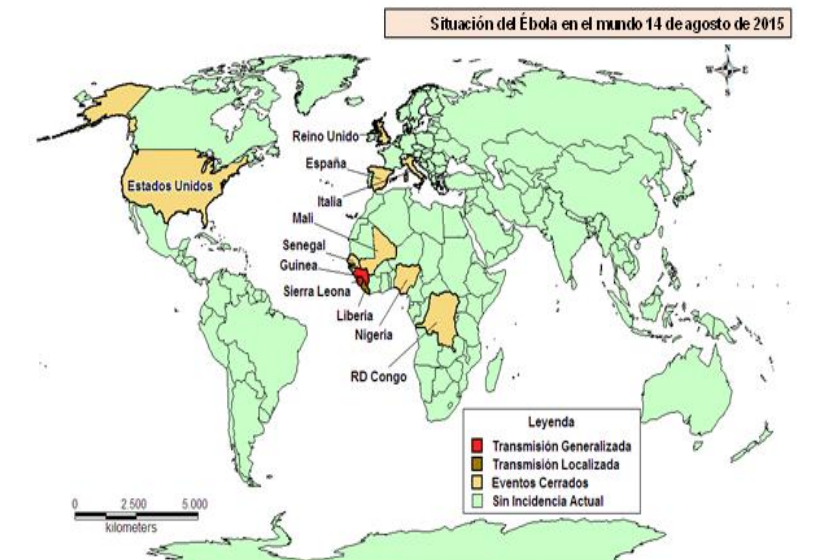 Situación del Ébola en el mundo 14 de agosto de 2015
N
W E
S
Reino Unido
España
Estados Unidos
Italia
Mali
Senegal
Guinea
Sierra Leona
Liberia
Nigeria
RD Congo
Leyenda
Transmisión Generalizada
Transmisión Localizada
Eventos Cerrados
Sin Incidencia Actual
0 2 500 5 000
kilometers